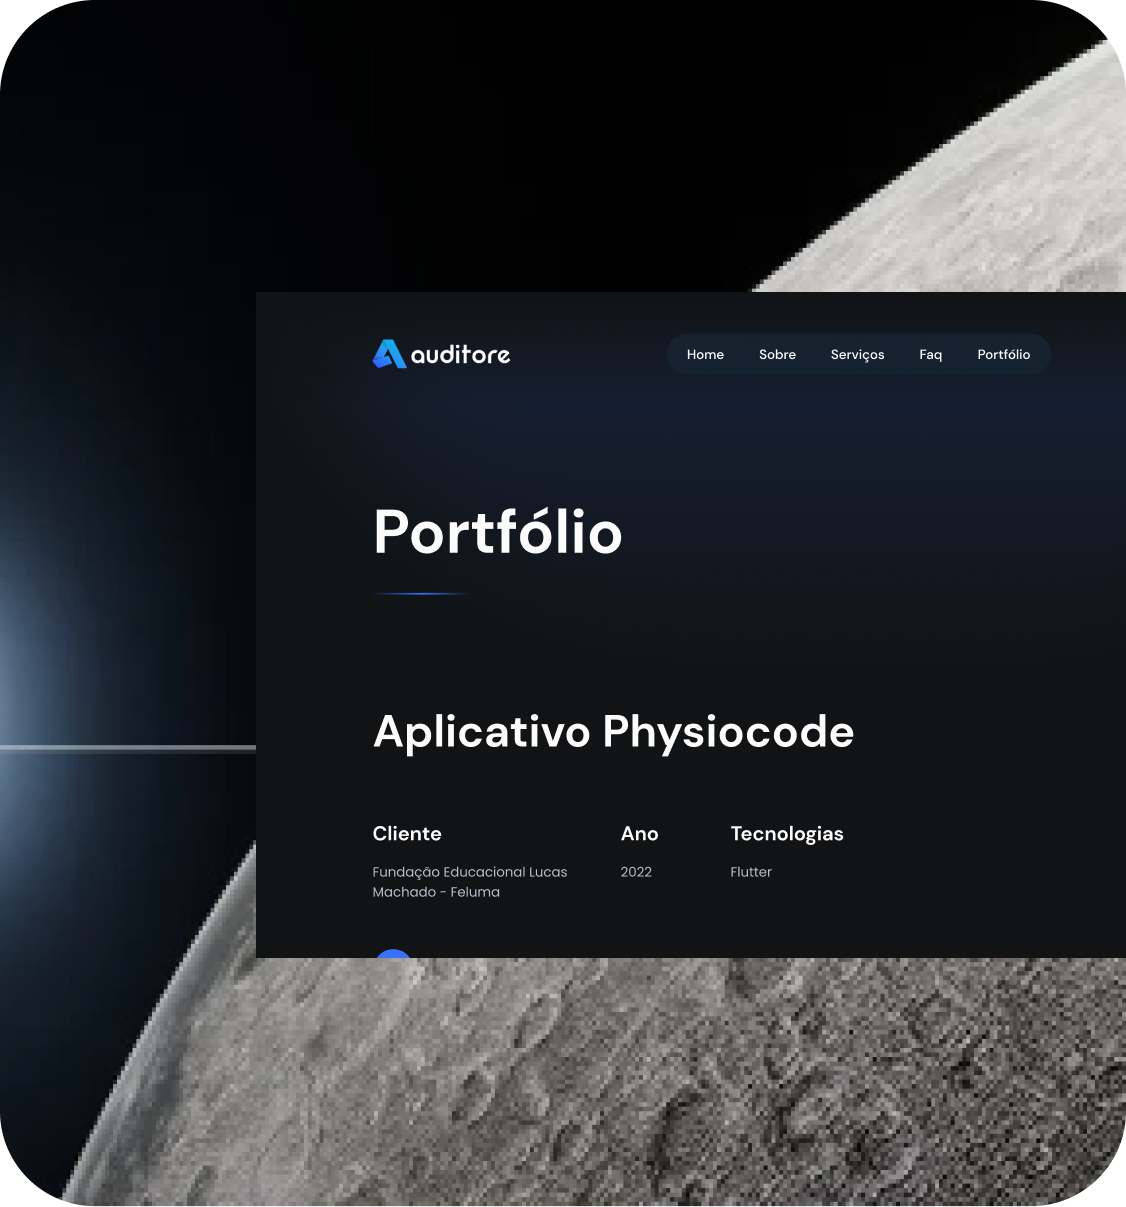 auditore
Home Sobre Serviços Faq Portfólio
Portfólio
Aplicativo Physiocode
Cliente Ano Tecnologias
Fundação Educacional Lucas 2022 Flutter
Machado - Feluma